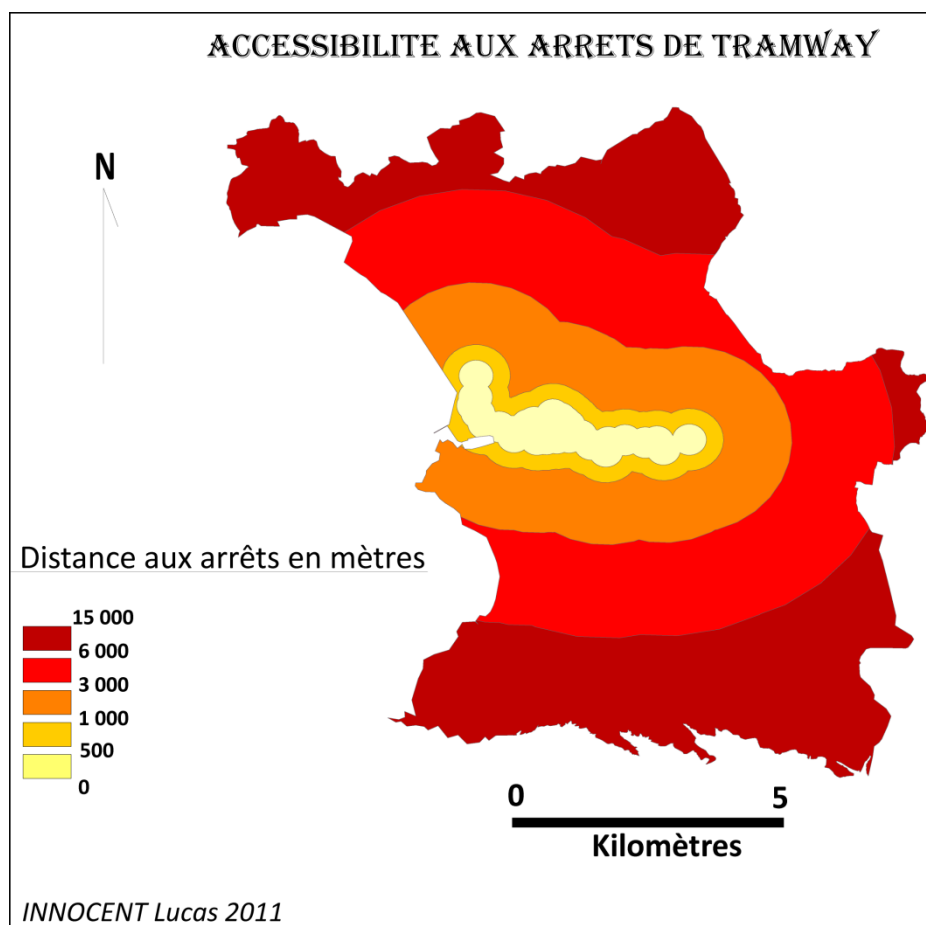 ACCESSIBILITE AUX ARRETS DE TRAMWAY
N
Distance aux arrêts en mètres
15 000
6 000
3 000
1 000
500
0
0 5
Kilomètres
INNOCENT Lucas 2011